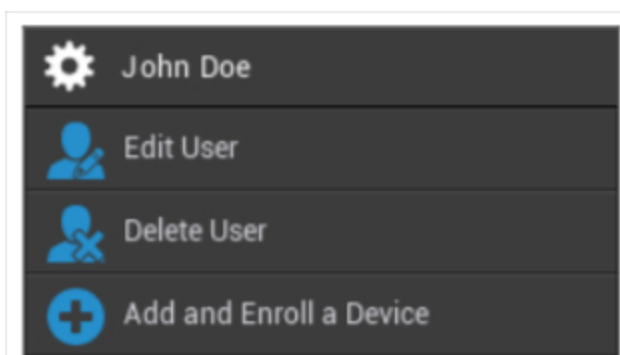 John Doe
Edit User
Delete User
Add and Enroll a Device